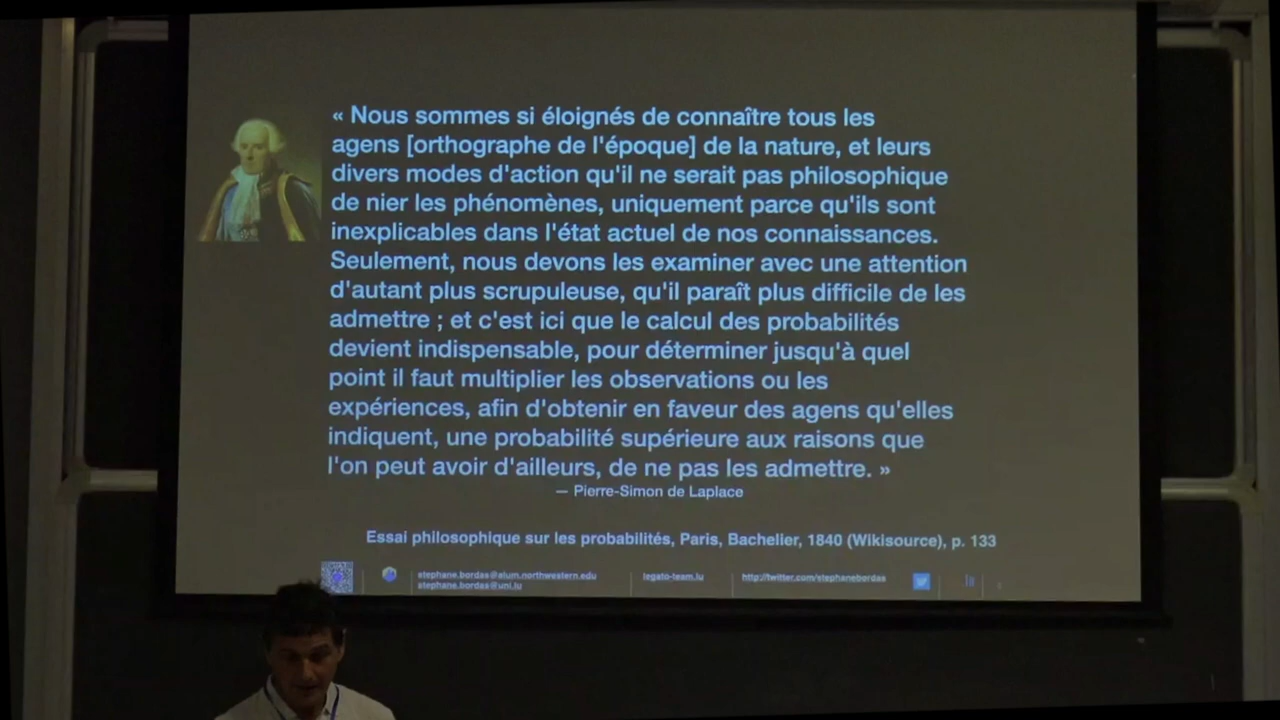 « Nous sommes si éloignés de connaître tous les
agens [orthographe de l'époque] de la nature, et leurs
divers modes d'action qu'il ne serait pas philosophique
de nier les phénomènes, uniquement parce qu'ils sont
inexplicables dans l'état actuel de nos connaissances.
Seulement, nous devons les examiner avec une attention
d'autant plus scrupuleuse, qu'il paraît plus difficile de les
admettre ; et c'est ici que le calcul des probabilités
devient indispensable, pour déterminer jusqu'à quel
point il faut multiplier les observations ou les
expériences, afin d'obtenir en faveur des agens qu'elles
indiquent, une probabilité supérieure aux raisons que
l'on peut avoir d'ailleurs, de ne pas les admettre. »
— Pierre-Simon de Laplace
Essai philosophique sur les probabilités, Paris, Bachelier, 1840 (Wikisource), p. 133
stephane.bordas@alum.northwestern.edu
stephane.bordas@uni.lu
legato-team.lu
http://twitter.com/stephanebordas
in